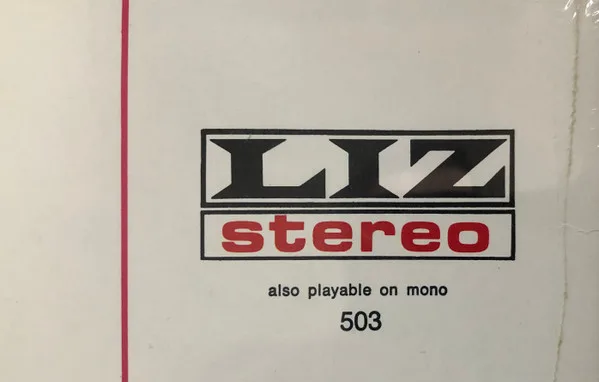 LIZ
stereo
also playable on mono
503